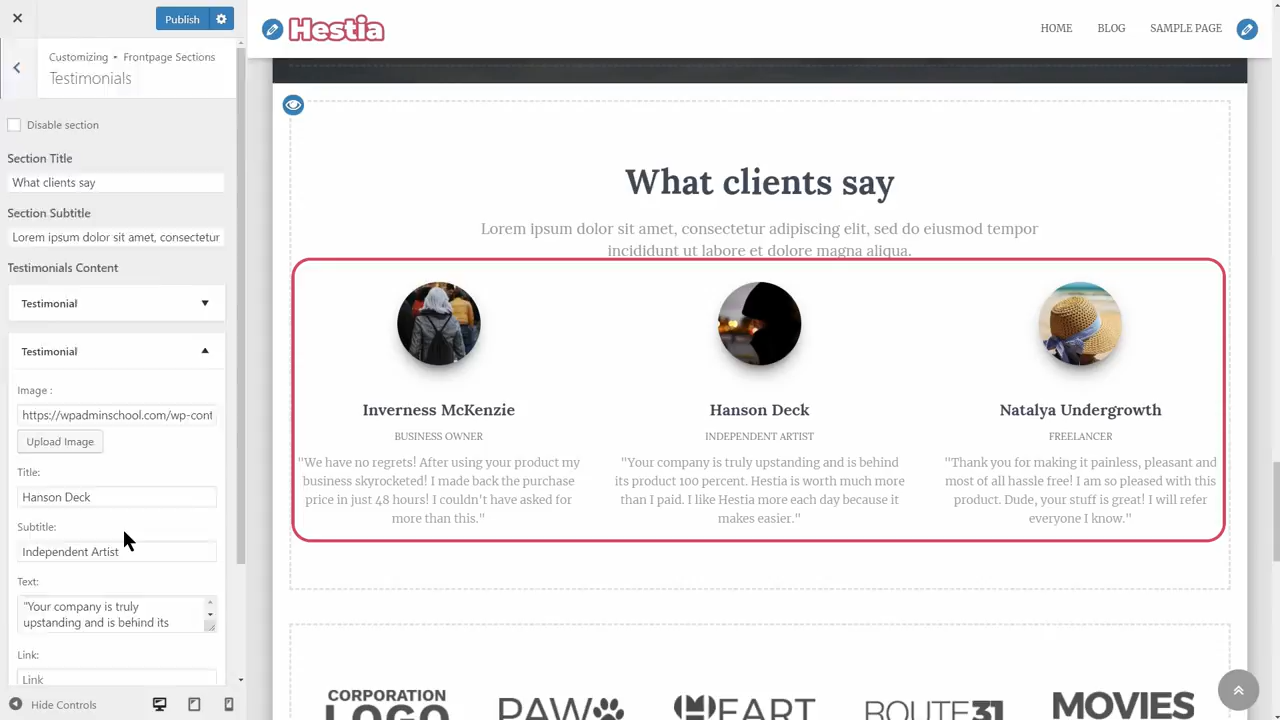 Publish
Customizing ▸ Frontpage Sections
Testimonials
Disable section
Section Title
What clients say
Section Subtitle
Lorem ipsum dolor sit amet, consectetur
Testimonials Content
Testimonial
Testimonial
Image :
https://wpadminschool.com/wp-cont
Upload Image
Title:
Hanson Deck
Subtitle:
Independent Artist
Text:
"Your company is truly
upstanding and is behind its
Link:
Link
Hide Controls
Hestia
HOME BLOG SAMPLE PAGE
What clients say
Lorem ipsum dolor sit amet, consectetur adipiscing elit, sed do eiusmod tempor
incididunt ut labore et dolore magna aliqua.
Inverness McKenzie
BUSINESS OWNER
"We have no regrets! After using your product my
business skyrocketed! I made back the purchase
price in just 48 hours! I couldn't have asked for
more than this."
Hanson Deck
INDEPENDENT ARTIST
"Your company is truly upstanding and is behind
its product 100 percent. Hestia is worth much more
than I paid. I like Hestia more each day because it
makes easier."
Natalya Undergrowth
FREELANCER
"Thank you for making it painless, pleasant and
most of all hassle free! I am so pleased with this
product. Dude, your stuff is great! I will refer
everyone I know."
CORPORATION
LOGO
PAW
HEART
ROUTE31
MOVIES